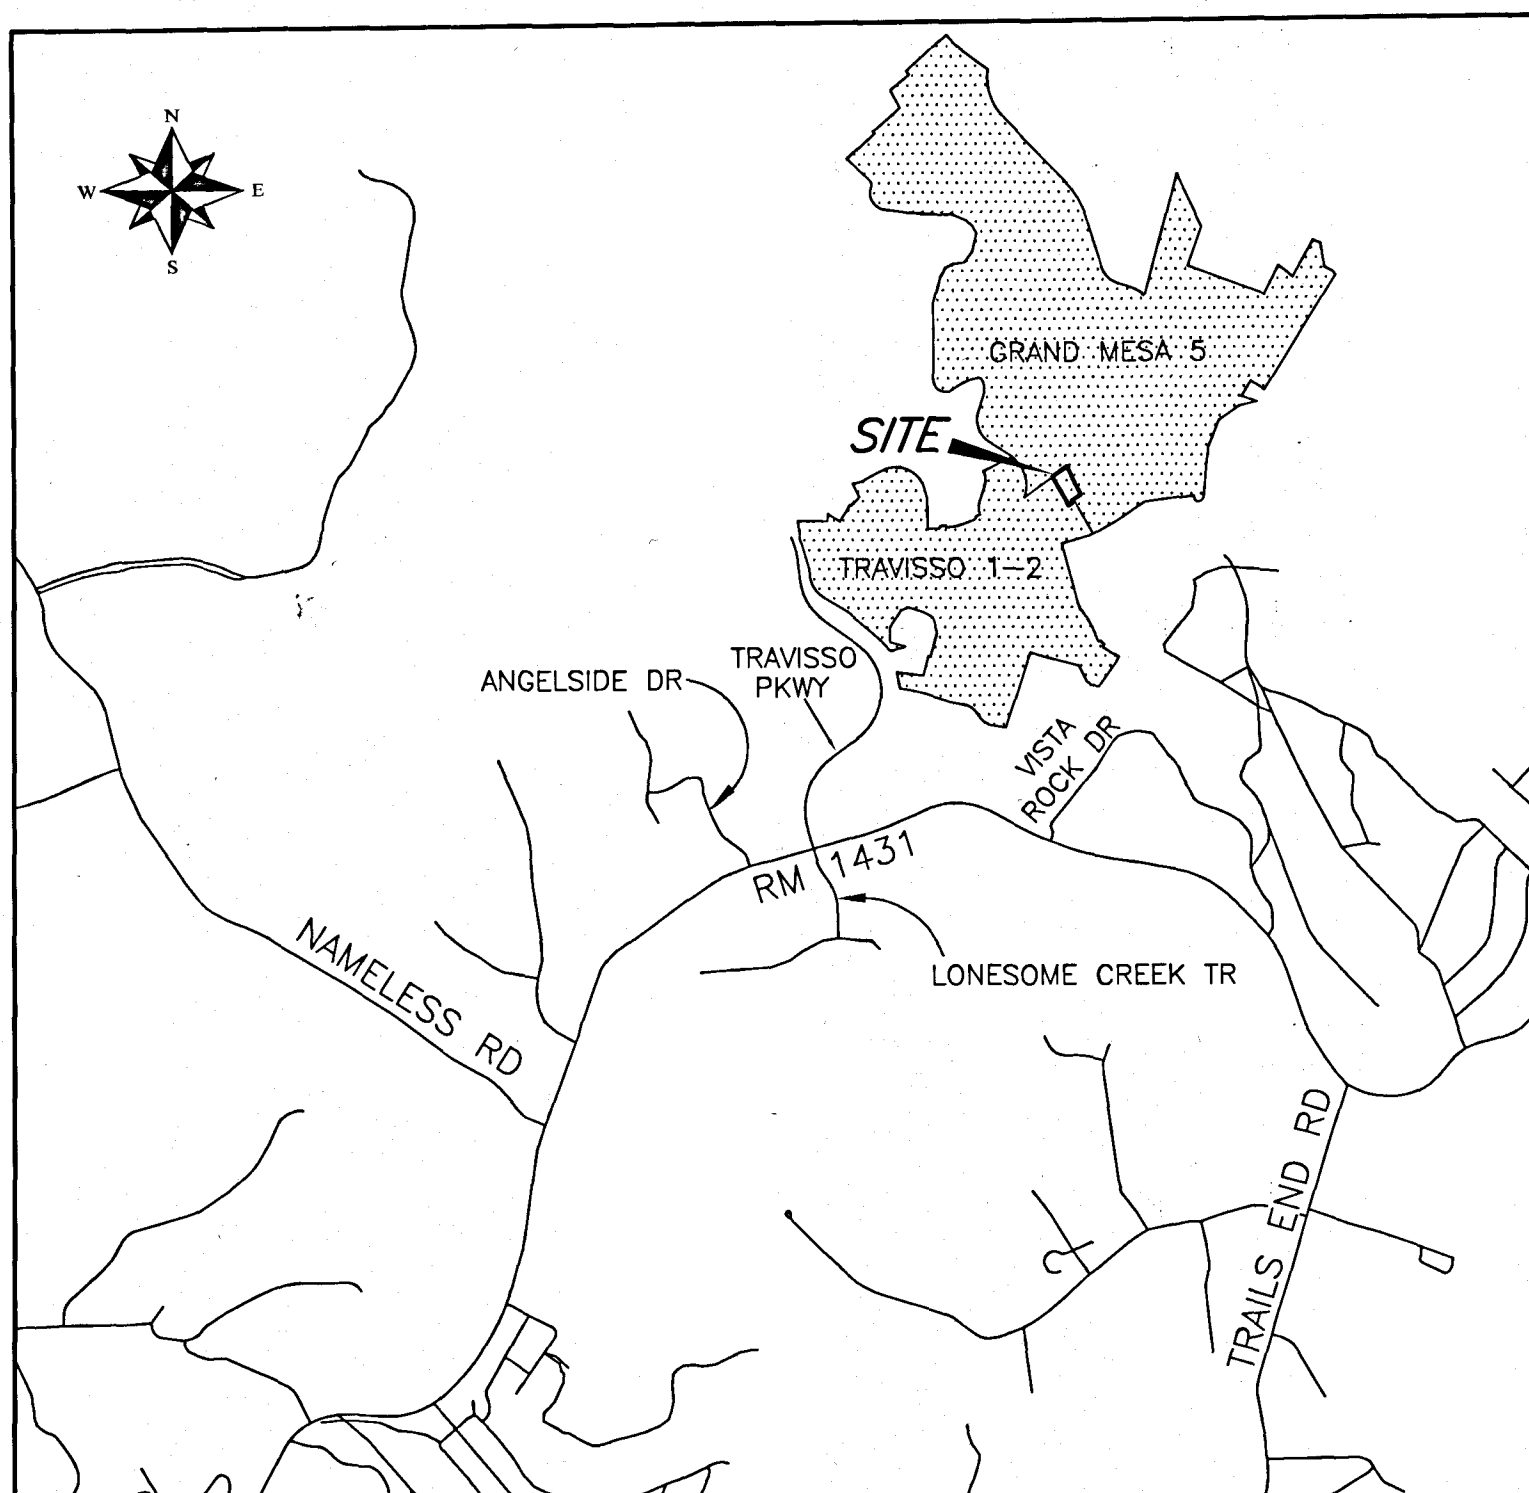 N
W E
S
GRAND MESA 5
SITE
TRAVISSO 1-2
TRAVISSO
PKWY
ANGELSIDE DR
VISTA
ROCK DR
RM 1431
NAMELESS RD
LONESOME CREEK TR
TRAILS END RD